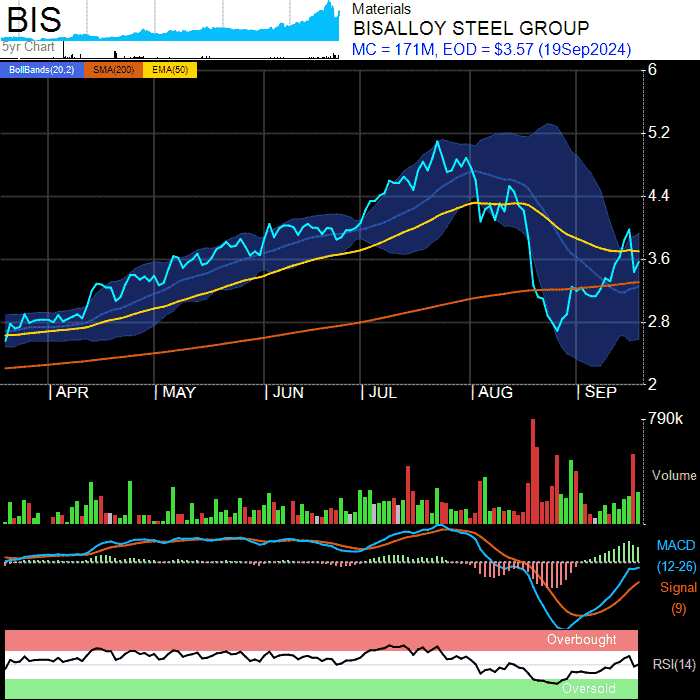 BIS
5yr Chart
Materials
BISALLOY STEEL GROUP
MC = 171M, EOD = $3.57 (19Sep2024)
BollBands(20,2) SMA(200) EMA(50)
6
5.2
4.4
3.6
2.8
2
APR MAY JUN JUL AUG SEP
790k
Volume
MACD
(12-26)
Signal
(9)
Overbought
RSI(14)
Oversold